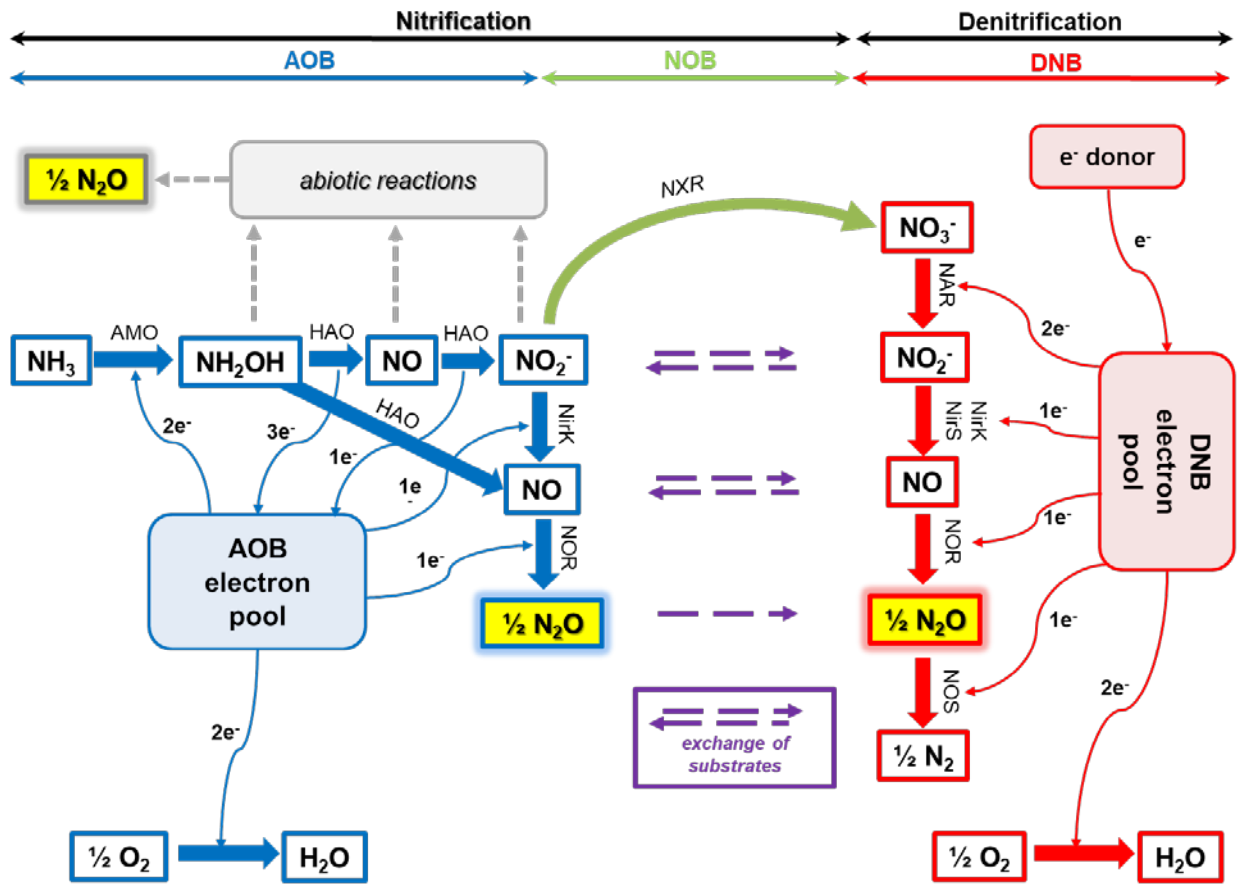 Nitrification
Denitrification
AOB
NOB
DNB
½ N₂O
abiotic reactions
e⁻ donor
NXR
NO₃⁻
e⁻
NAR
2e⁻
AMO
HAO
HAO
NH₃
NH₂OH
NO
NO₂⁻
NO₂⁻
HAO
NirK
NirS
NirK
1e⁻
2e⁻
3e⁻
1e⁻
1e
-
NO
NO
DNB
electron
pool
AOB
electron
pool
1e⁻
NOR
NOR
1e⁻
½ N₂O
½ N₂O
1e⁻
NOS
2e⁻
2e⁻
exchange of
substrates
½ N₂
½ O₂
H₂O
½ O₂
H₂O